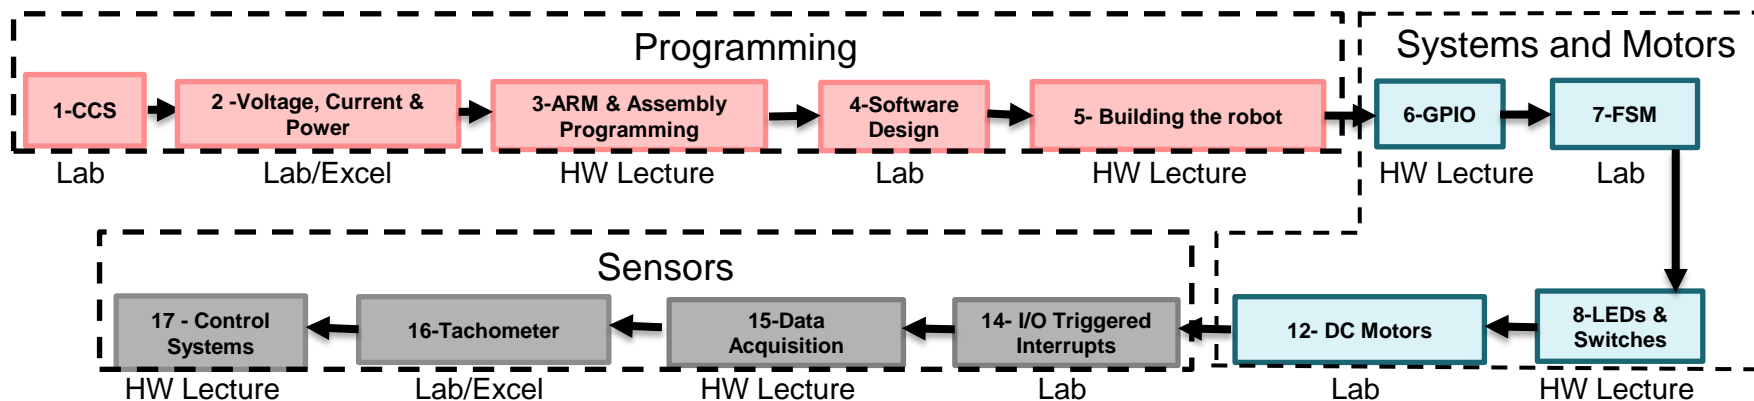 Programming
Systems and Motors
1-CCS
2 -Voltage, Current &
Power
3-ARM & Assembly
Programming
4-Software
Design
5- Building the robot
6-GPIO
7-FSM
Lab
Lab/Excel
HW Lecture
Lab
HW Lecture
HW Lecture
Lab
Sensors
17 - Control
Systems
16-Tachometer
15-Data
Acquisition
14- I/O Triggered
Interrupts
12- DC Motors
8-LEDs &
Switches
HW Lecture
Lab/Excel
HW Lecture
Lab
Lab
HW Lecture